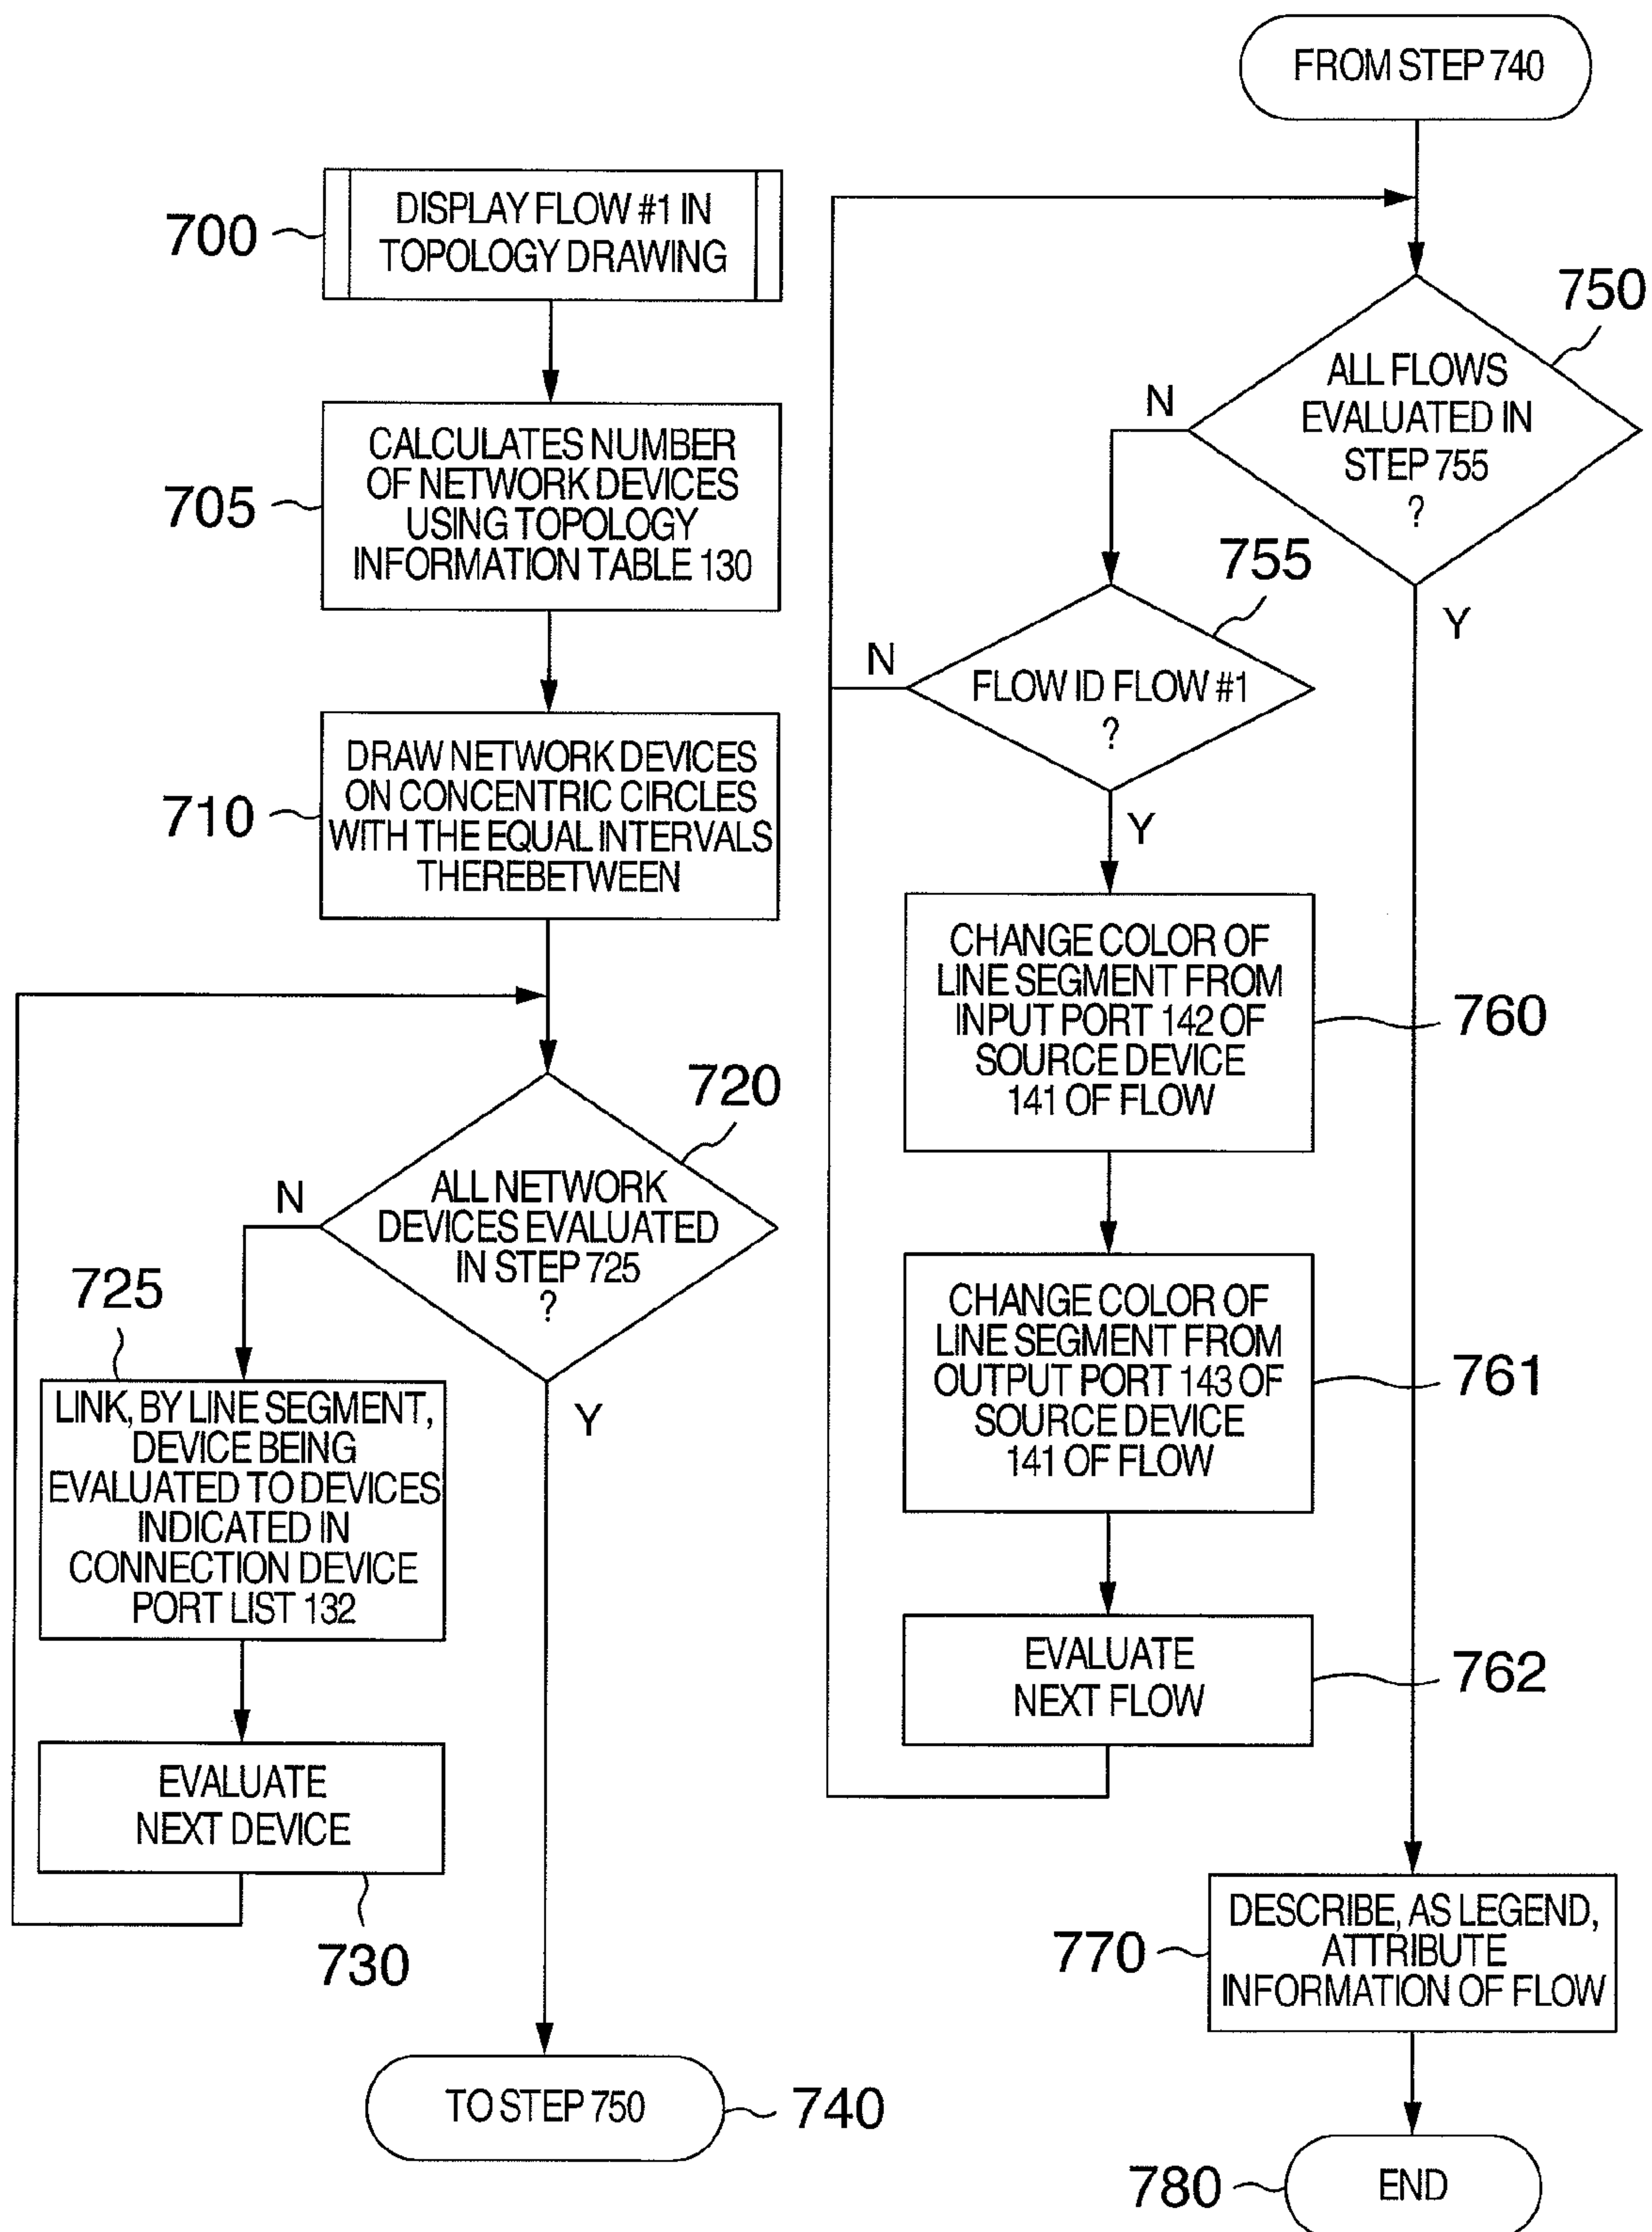 700
DISPLAY FLOW #1 IN
TOPOLOGY DRAWING
705
CALCULATES NUMBER
OF NETWORK DEVICES
USING TOPOLOGY
INFORMATION TABLE 130
710
DRAW NETWORK DEVICES
ON CONCENTRIC CIRCLES
WITH THE EQUAL INTERVALS
THEREBETWEEN
720
ALL NETWORK
DEVICES EVALUATED
IN STEP 725
?
N
Y
725
LINK, BY LINE SEGMENT,
DEVICE BEING
EVALUATED TO DEVICES
INDICATED IN
CONNECTION DEVICE
PORT LIST 132
EVALUATE
NEXT DEVICE
730
TO STEP 750
740
FROM STEP 740
750
ALL FLOWS
EVALUATED IN
STEP 755
?
N
Y
755
FLOW ID FLOW #1
?
N
Y
CHANGE COLOR OF
LINE SEGMENT FROM
INPUT PORT 142 OF
SOURCE DEVICE
141 OF FLOW
760
CHANGE COLOR OF
LINE SEGMENT FROM
OUTPUT PORT 143 OF
SOURCE DEVICE
141 OF FLOW
761
EVALUATE
NEXT FLOW
762
770
DESCRIBE, AS LEGEND,
ATTRIBUTE
INFORMATION OF FLOW
780
END